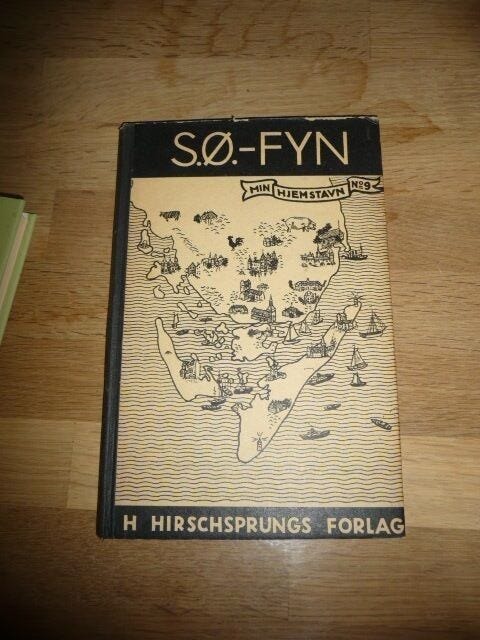 S.Ø.-FYN
MIN HJEMSTAVN No 9
H HIRSCHSPRUNGS FORLAG